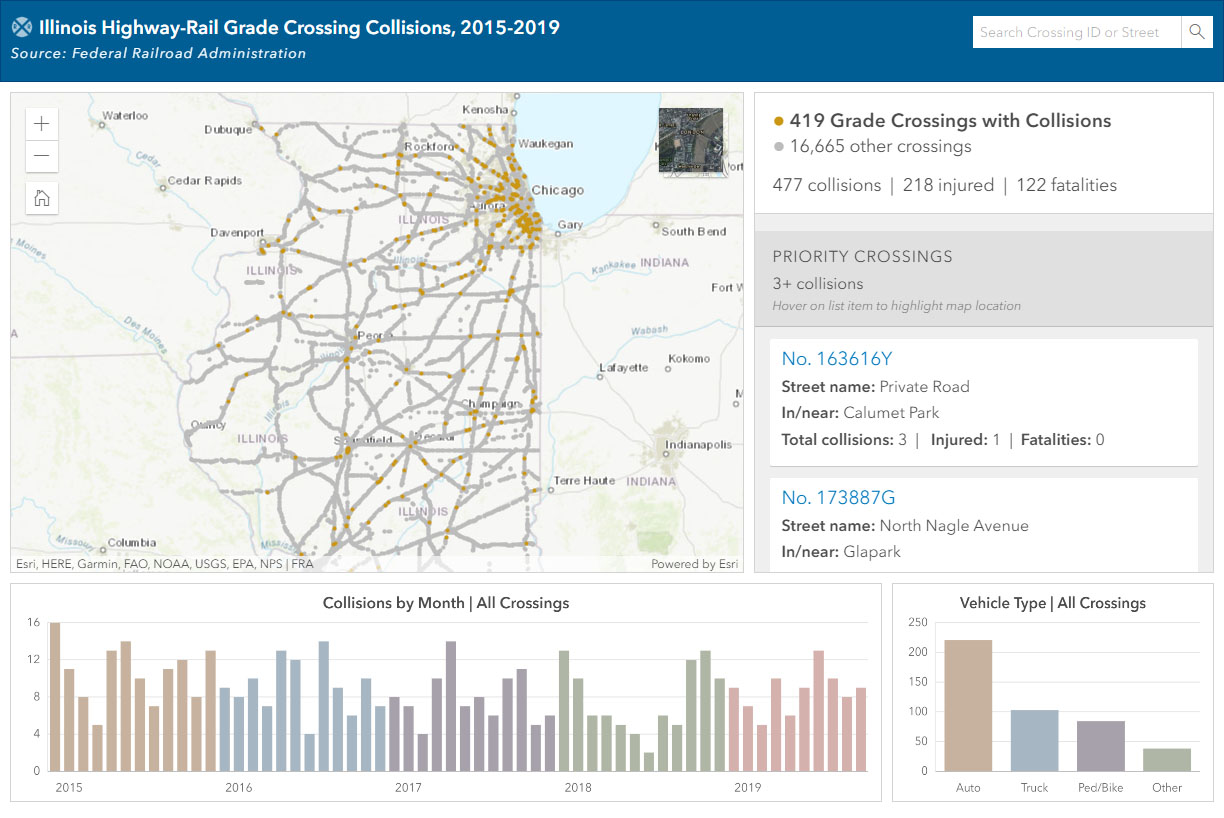 Illinois Highway-Rail Grade Crossing Collisions, 2015-2019
Source: Federal Railroad Administration
Search Crossing ID or Street
Waterloo
Dubuque
Cedar
Cedar Rapids
Davenport
Rockford
Kenosha
Waukegan
Chicago
Aurora
ILLINOIS
Gary
South Bend
Moines
ILLINOIS
Illinois
Kankakee
INDIANA
Fort W
Des Moines
Peor
Wabash
Kokomo
Lafayette
Champaign
Quincy
Illinois
ILLINOIS
Springfield
Decatur
Indianapolis
Terre Haute
INDIANA
ILLINOIS
Missouri
Columbia
Mississ
Esri, HERE, Garmin, FAO, NOAA, USGS, EPA, NPS | FRA
Powered by Esri
419 Grade Crossings with Collisions
16,665 other crossings
477 collisions | 218 injured | 122 fatalities
PRIORITY CROSSINGS
3+ collisions
Hover on list item to highlight map location
No. 163616Y
Street name: Private Road
In/near: Calumet Park
Total collisions: 3 | Injured: 1 | Fatalities: 0
No. 173887G
Street name: North Nagle Avenue
In/near: Glapark
Collisions by Month | All Crossings
16
12
8
4
0
2015 2016 2017 2018 2019
Vehicle Type | All Crossings
250
200
150
100
50
0
Auto Truck Ped/Bike Other